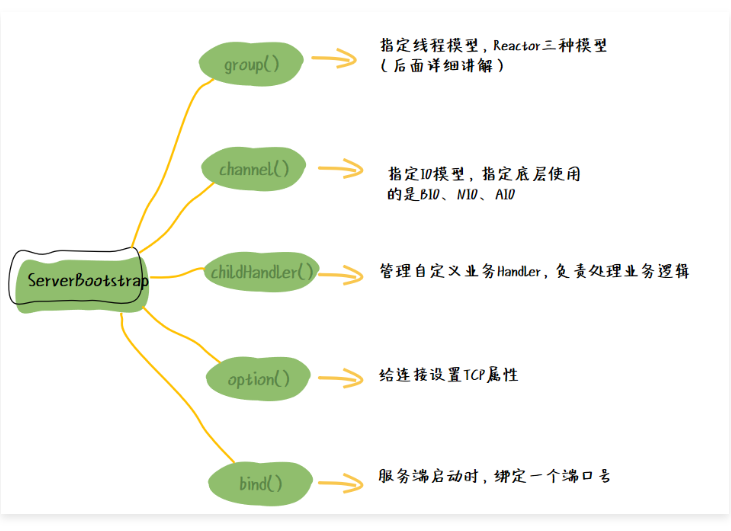 group()
指定线程模型，Reactor三种模型
（后面详细讲解）
channel()
指定IO模型，指定底层使用
的是BIO、NIO、AIO
ServerBootstrap
childHandler()
管理自定义业务Handler，负责处理业务逻辑
option()
给连接设置TCP属性
bind()
服务端启动时，绑定一个端口号